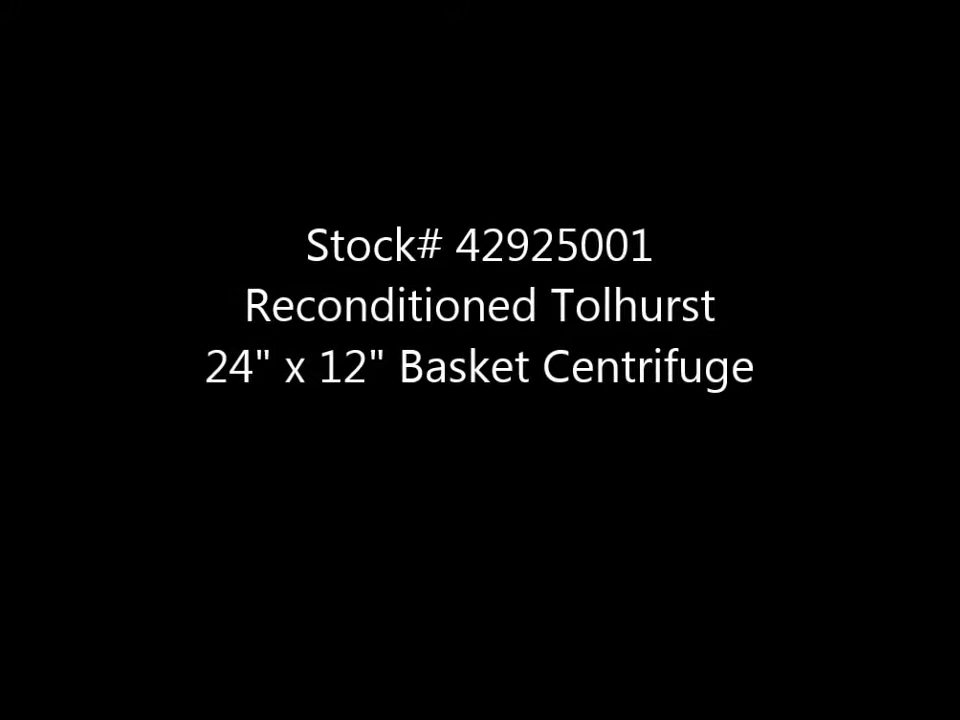 Stock# 42925001
Reconditioned Tolhurst
24" x 12" Basket Centrifuge